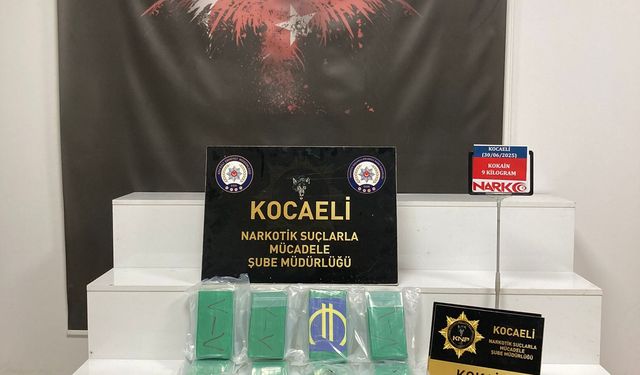 KOCAELİ
NARKOTİK SUÇLARLA
MÜCADELE
ŞUBE MÜDÜRLÜĞÜ
KOCAELİ
(30/06/2025)
KOKAİN
9 KİLOGRAM
NARKO
KNP
KOCAELİ
NARKOTİK SUÇLARLA
MÜCADELE
ŞUBE MÜDÜRLÜĞÜ